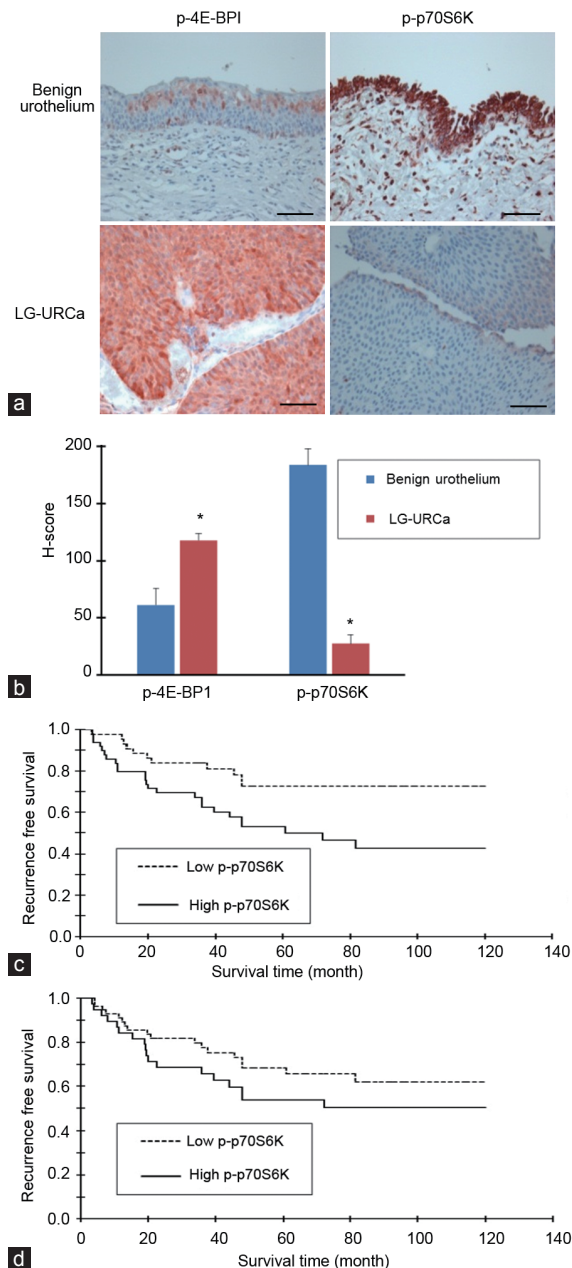 p-4E-BPI
p-p70S6K
Benign
urothelium
LG-URCa
a
200
150
100
50
0
H-score
*
*
Benign urothelium
LG-URCa
p-4E-BP1
p-p70S6K
b
1.0
0.8
0.6
0.4
0.2
0.0
Recurrence free survival
Low p-p70S6K
High p-p70S6K
0 20 40 60 80 100 120 140
Survival time (month)
c
1.0
0.8
0.6
0.4
0.2
0.0
Recurrence free survival
Low p-p70S6K
High p-p70S6K
0 20 40 60 80 100 120 140
Survival time (month)
d